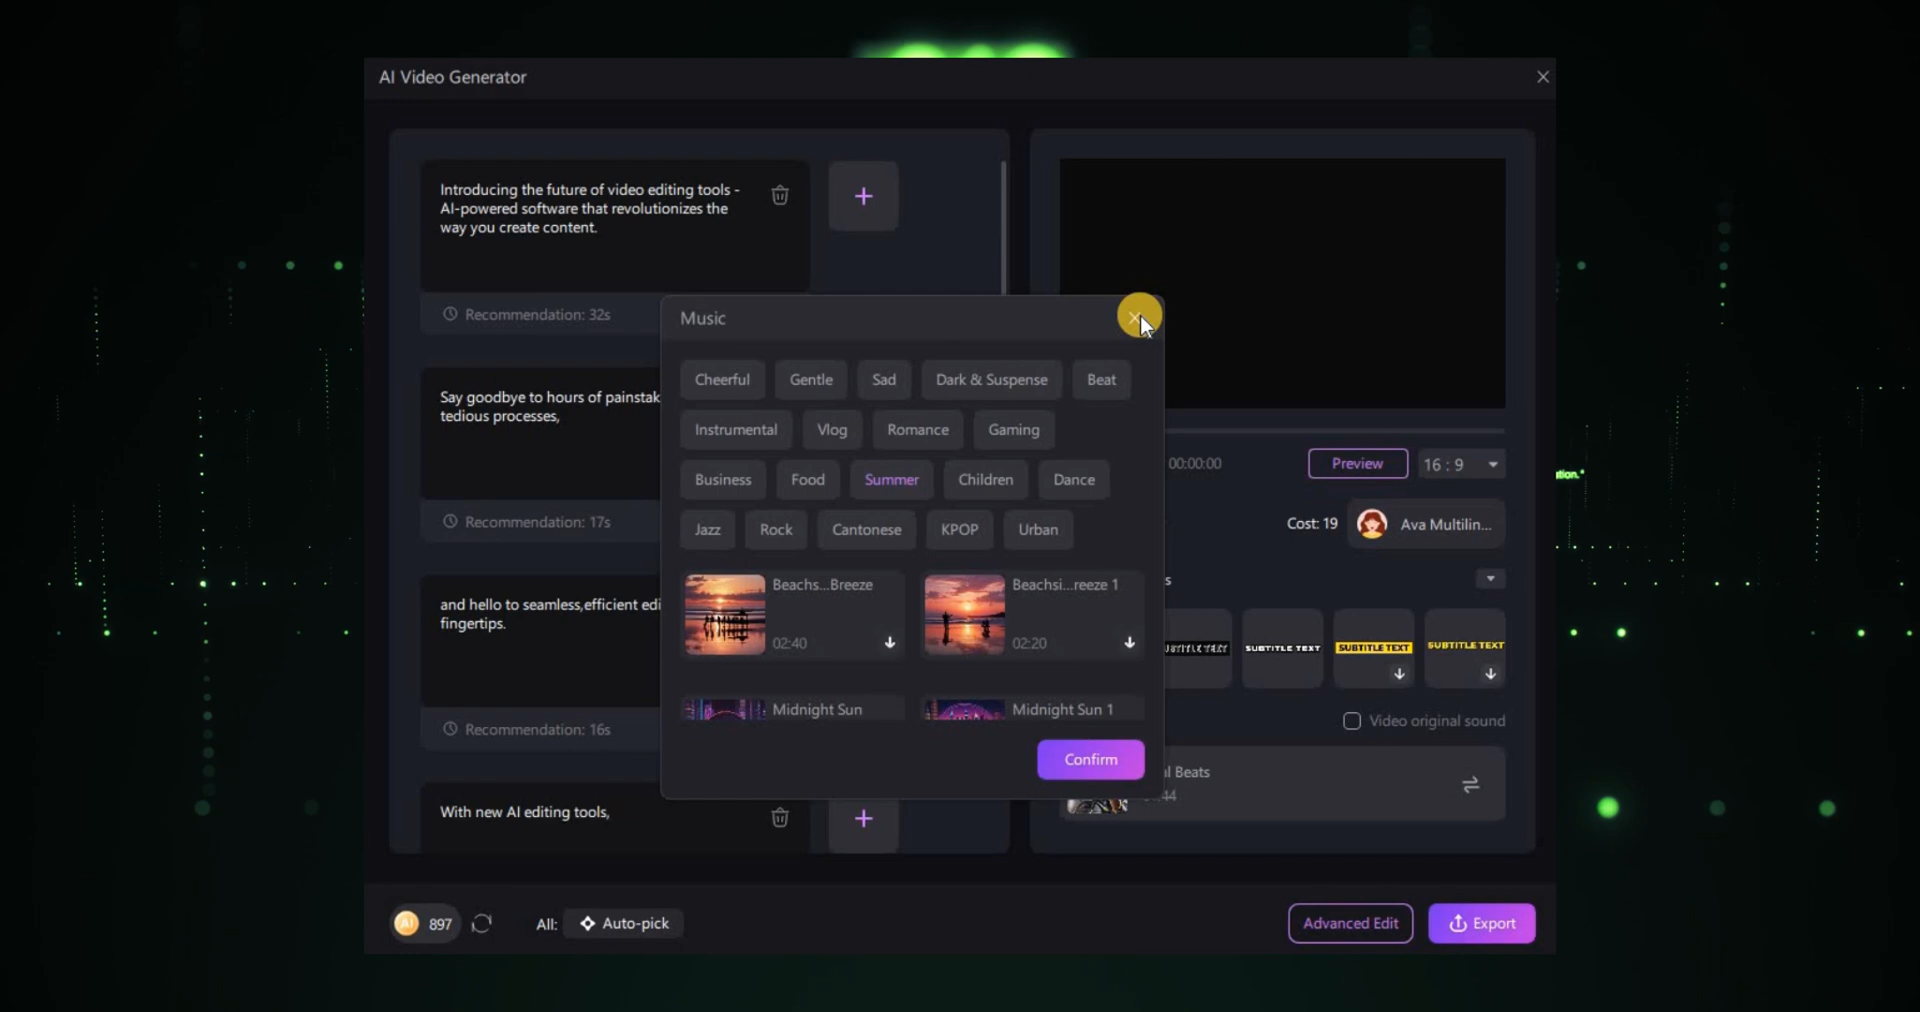 AI Video Generator
Introducing the future of video editing tools -
AI-powered software that revolutionizes the
way you create content.
Recommendation: 32s
Say goodbye to hours of painstak
tedious processes,
Recommendation: 17s
and hello to seamless,efficient edi
fingertips.
Recommendation: 16s
With new AI editing tools,
Music
Cheerful
Gentle
Sad
Dark & Suspense
Beat
Instrumental
Vlog
Romance
Gaming
Business
Food
Summer
Children
Dance
Jazz
Rock
Cantonese
KPOP
Urban
Beachs...Breeze
02:40
Beachsi...reeze 1
02:20
Midnight Sun
Midnight Sun 1
Confirm
00:00:00
Preview
16 : 9
Cost: 19
Ava Multilin...
s
SUBTITLE TEXT
SUBTITLE TEXT
SUBTITLE TEXT
Video original sound
l Beats
44
AI 897
All:
Auto-pick
Advanced Edit
Export